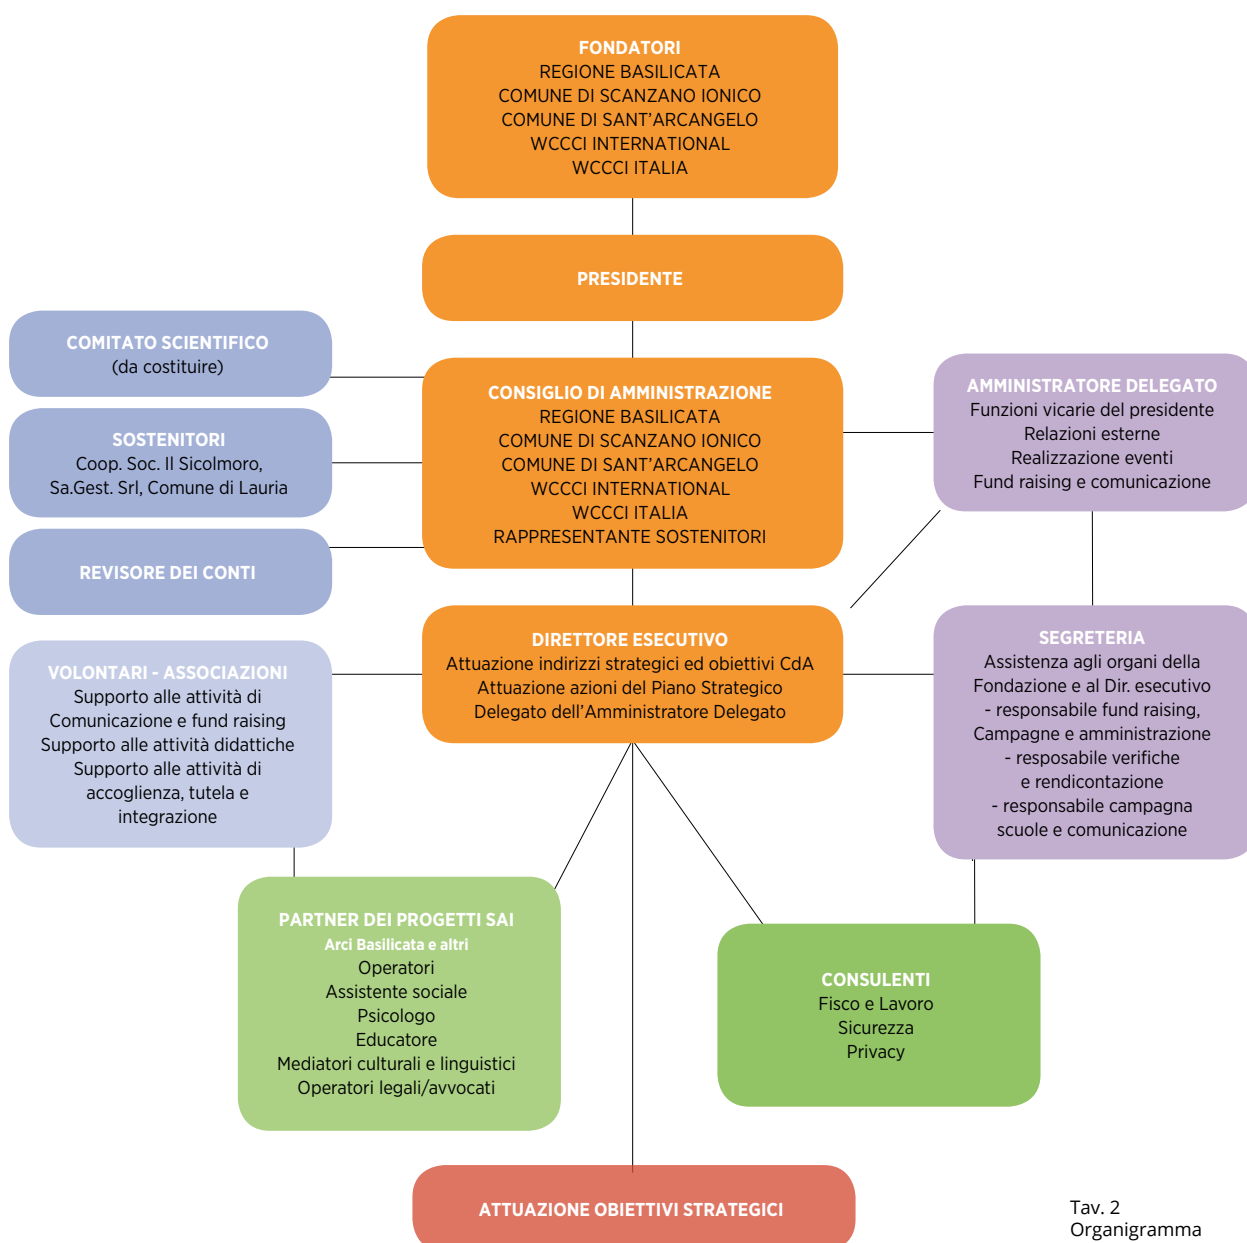 FONDATORI
REGIONE BASILICATA
COMUNE DI SCANZANO IONICO
COMUNE DI SANT’ARCANGELO
WCCCI INTERNATIONAL
WCCCI ITALIA
PRESIDENTE
COMITATO SCIENTIFICO
(da costituire)
SOSTENITORI
Coop. Soc. Il Sicolmoro,
Sa.Gest. Srl, Comune di Lauria
REVISORE DEI CONTI
CONSIGLIO DI AMMINISTRAZIONE
REGIONE BASILICATA
COMUNE DI SCANZANO IONICO
COMUNE DI SANT’ARCANGELO
WCCCI INTERNATIONAL
WCCCI ITALIA
RAPPRESENTANTE SOSTENITORI
AMMINISTRATORE DELEGATO
Funzioni vicarie del presidente
Relazioni esterne
Realizzazione eventi
Fund raising e comunicazione
VOLONTARI - ASSOCIAZIONI
Supporto alle attività di
Comunicazione e fund raising
Supporto alle attività didattiche
Supporto alle attività di
accoglienza, tutela e
integrazione
DIRETTORE ESECUTIVO
Attuazione indirizzi strategici ed obiettivi CdA
Attuazione azioni del Piano Strategico
Delegato dell’Amministratore Delegato
SEGRETERIA
Assistenza agli organi della
Fondazione e al Dir. esecutivo
- responsabile fund raising,
Campagne e amministrazione
- resposabile verifiche
e rendicontazione
- responsabile campagna
scuole e comunicazione
PARTNER DEI PROGETTI SAI
Arci Basilicata e altri
Operatori
Assistente sociale
Psicologo
Educatore
Mediatori culturali e linguistici
Operatori legali/avvocati
CONSULENTI
Fisco e Lavoro
Sicurezza
Privacy
ATTUAZIONE OBIETTIVI STRATEGICI
Tav. 2
Organigramma